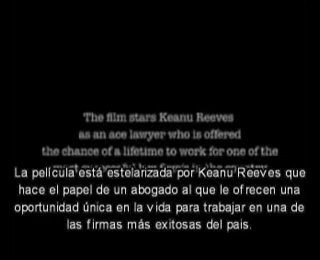 The film stars Keanu Reeves
as an ace lawyer who is offered
the chance of a lifetime to work for one of the
La película está estelarizada por Keanu Reeves que
hace el papel de un abogado al que le ofrecen una
oportunidad única en la vida para trabajar en una de
las firmas más exitosas del pais.